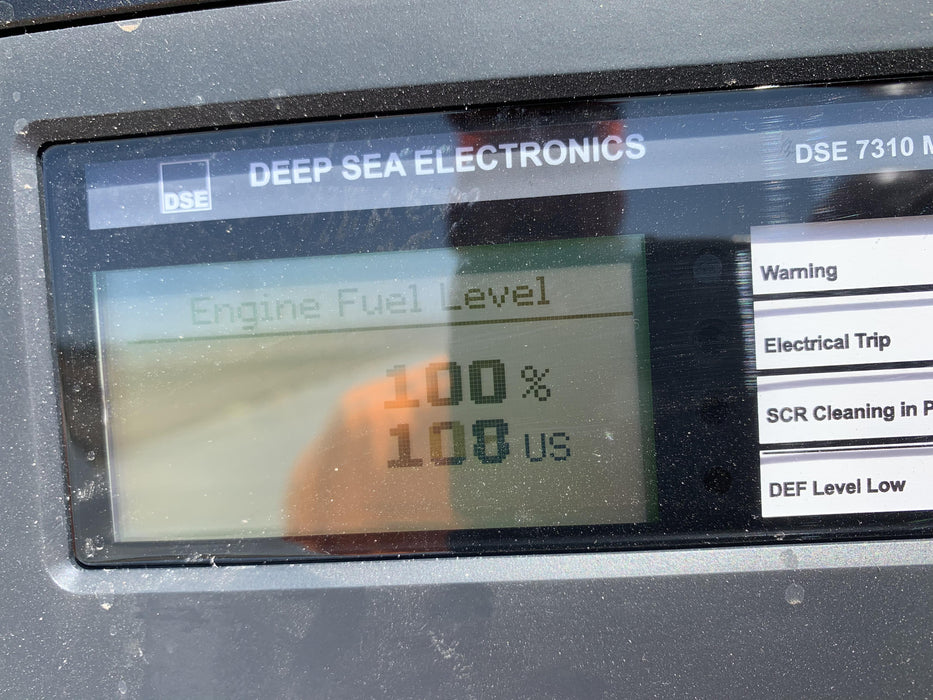 DSE
DEEP SEA ELECTRONICS
DSE 7310 M
Engine Fuel Level
100 %
108 US
Warning
Electrical Trip
SCR Cleaning in P
DEF Level Low